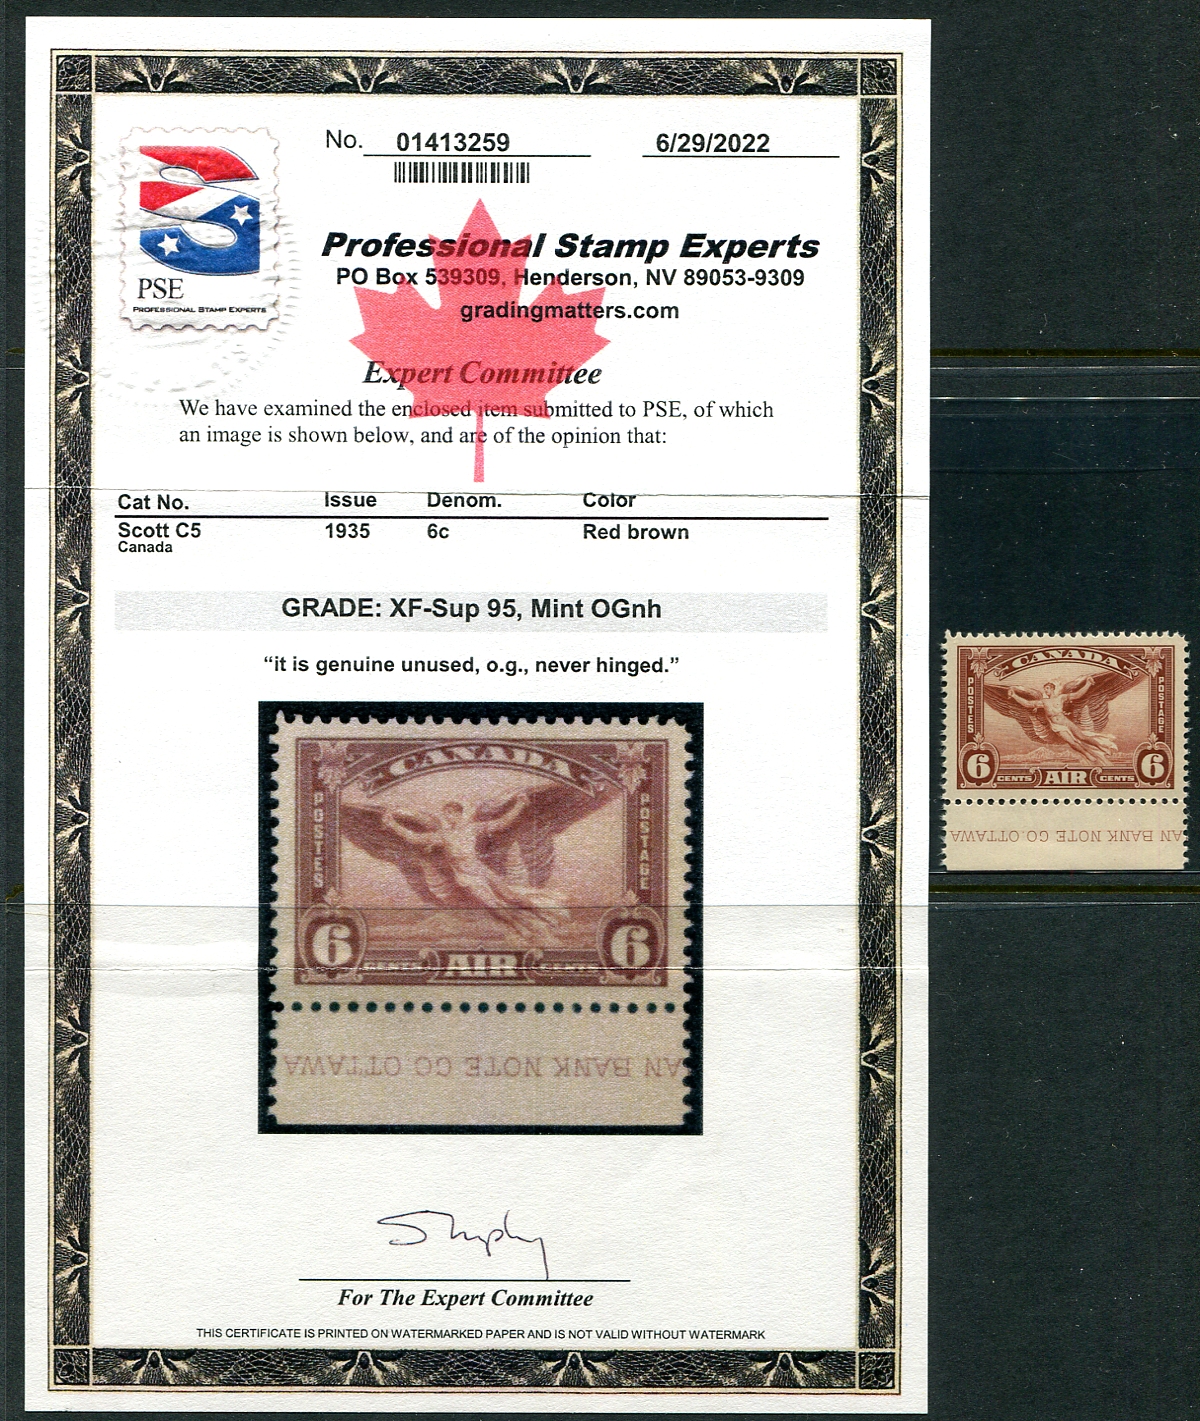 No. 01413259 6/29/2022
PSE
PROFESSIONAL STAMP EXPERTS
Professional Stamp Experts
PO Box 539309, Henderson, NV 89053-9309
gradingmatters.com
Expert Committee
We have examined the enclosed item submitted to PSE, of which
an image is shown below, and are of the opinion that:
Cat No. Issue Denom. Color
Scott C5 1935 6c Red brown
Canada
GRADE: XF-Sup 95, Mint OGnh
“it is genuine unused, o.g., never hinged.”
CANADA
POSTES POSTAGE
6 CENTS AIR CENTS 6
AN BANK NOTE CO. OTTAWA
For The Expert Committee
THIS CERTIFICATE IS PRINTED ON WATERMARKED PAPER AND IS NOT VALID WITHOUT WATERMARK
CANADA
POSTES POSTAGE
6 CENTS AIR CENTS 6
AN BANK NOTE CO. OTTAWA